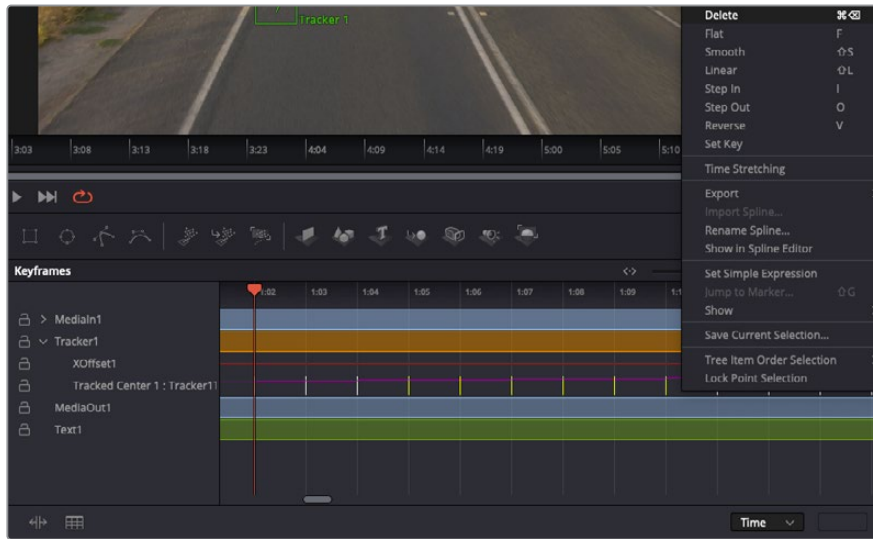 Tracker 1
Delete ⌘⌫
Flat F
Smooth ⇧S
Linear ⇧L
Step In I
Step Out O
Reverse V
Set Key
Time Stretching
Export
Import Spline...
Rename Spline...
Show in Spline Editor
Set Simple Expression
Jump to Marker... ⇧G
Show
Save Current Selection...
Tree Item Order Selection
Lock Point Selection
3:03 3:08 3:13 3:18 3:23 4:04 4:09 4:14 4:19 5:00 5:05 5:10
Keyframes
1:02 1:03 1:04 1:05 1:06 1:07 1:08 1:09
MediaIn1
Tracker1
XOffset1
Tracked Center 1 : Tracker1
MediaOut1
Text1
Time